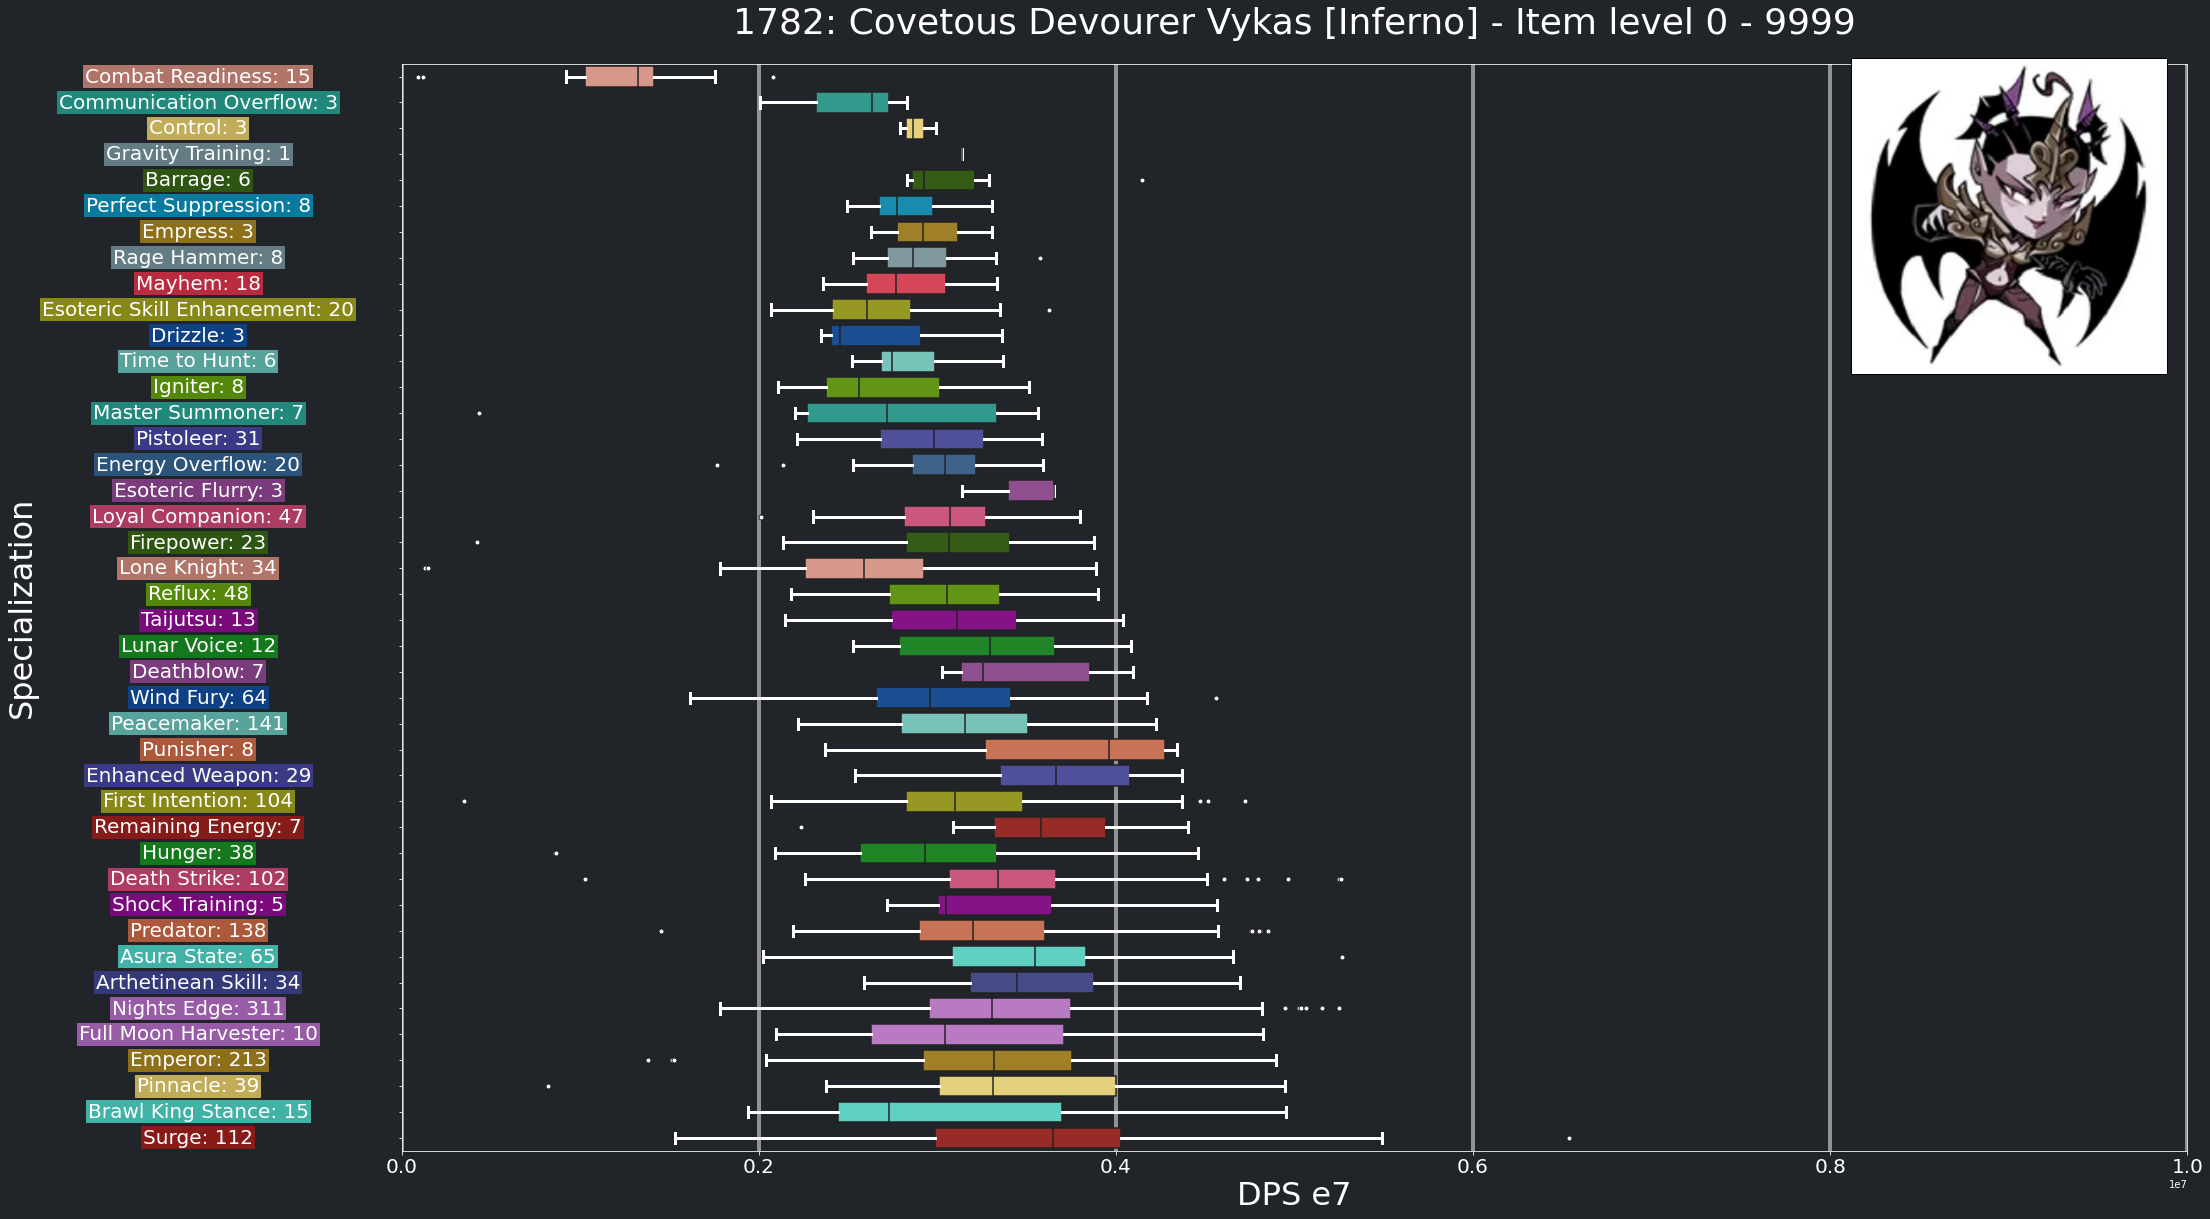 1782: Covetous Devourer Vykas [Inferno] - Item level 0 - 9999
Combat Readiness: 15
Communication Overflow: 3
Control: 3
Gravity Training: 1
Barrage: 6
Perfect Suppression: 8
Empress: 3
Rage Hammer: 8
Mayhem: 18
Esoteric Skill Enhancement: 20
Drizzle: 3
Time to Hunt: 6
Igniter: 8
Master Summoner: 7
Pistoleer: 31
Energy Overflow: 20
Esoteric Flurry: 3
Loyal Companion: 47
Firepower: 23
Lone Knight: 34
Reflux: 48
Taijutsu: 13
Lunar Voice: 12
Deathblow: 7
Wind Fury: 64
Peacemaker: 141
Punisher: 8
Enhanced Weapon: 29
First Intention: 104
Remaining Energy: 7
Hunger: 38
Death Strike: 102
Shock Training: 5
Predator: 138
Asura State: 65
Arthetinean Skill: 34
Nights Edge: 311
Full Moon Harvester: 10
Emperor: 213
Pinnacle: 39
Brawl King Stance: 15
Surge: 112
Specialization
0.0 0.2 0.4 0.6 0.8 1.0
1e7
DPS e7